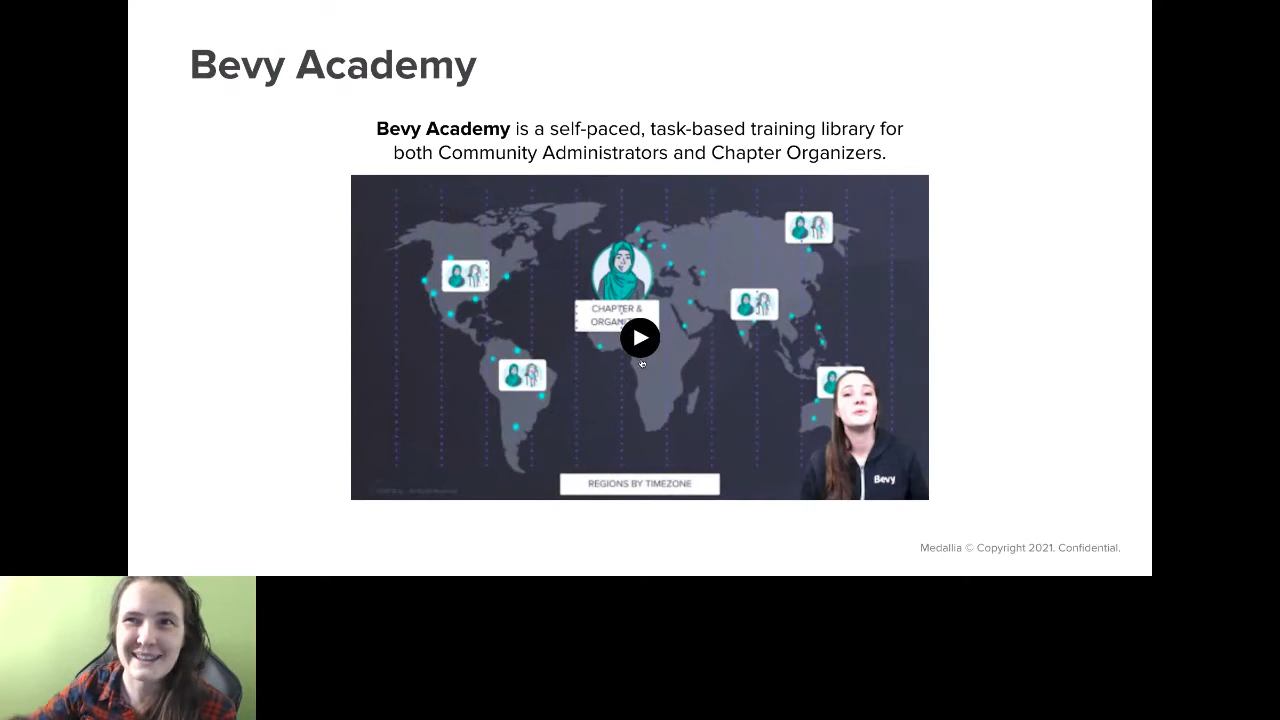 Bevy Academy
Bevy Academy is a self-paced, task-based training library for
both Community Administrators and Chapter Organizers.
CHAPTER &
REGIONS BY TIMEZONE
Bevy
Medallia © Copyright 2021. Confidential.